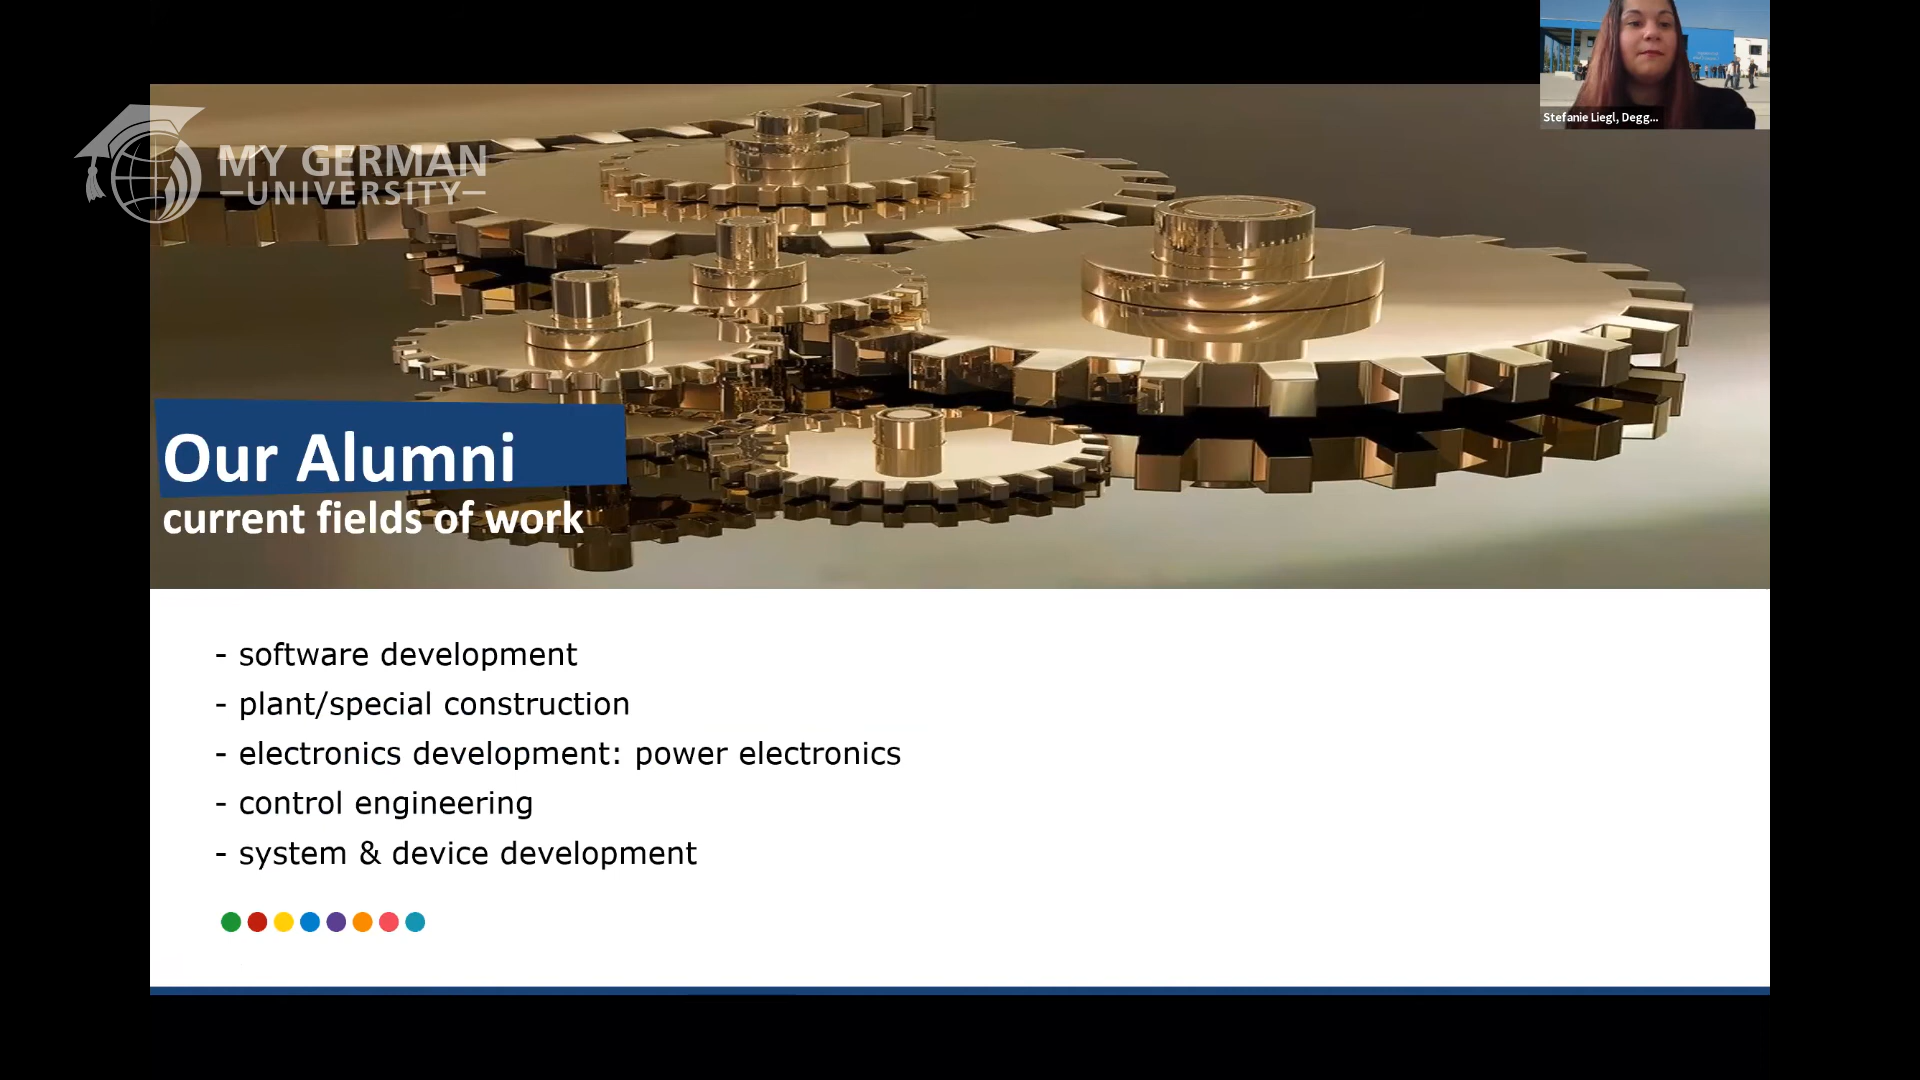 Stefanie Liegl, Degg...
MY GERMAN
UNIVERSITY
Our Alumni
current fields of work
- software development
- plant/special construction
- electronics development: power electronics
- control engineering
- system & device development